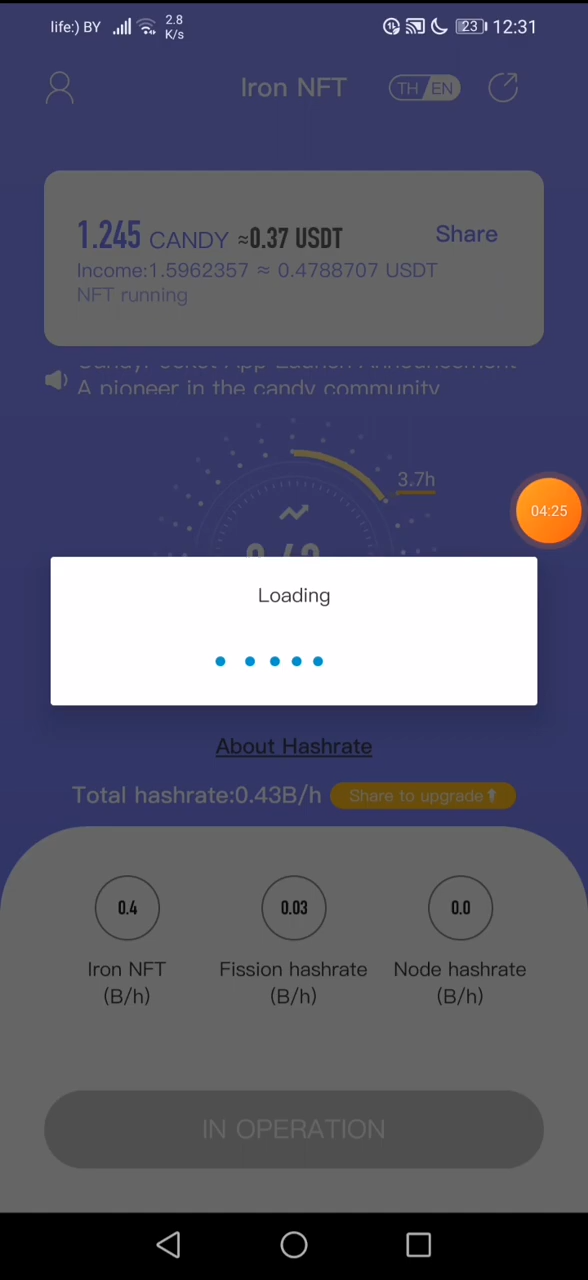 life:) BY 2.8 K/s 23 12:31
Iron NFT TH EN
1.245 CANDY ≈0.37 USDT Share
Income:1.5962357 ≈ 0.4788707 USDT
NFT running
A pioneer in the candy community
3.7h
04:25
Loading
About Hashrate
Total hashrate:0.43B/h Share to upgrade⬆
0.4 0.03 0.0
Iron NFT Fission hashrate Node hashrate
(B/h) (B/h) (B/h)
IN OPERATION